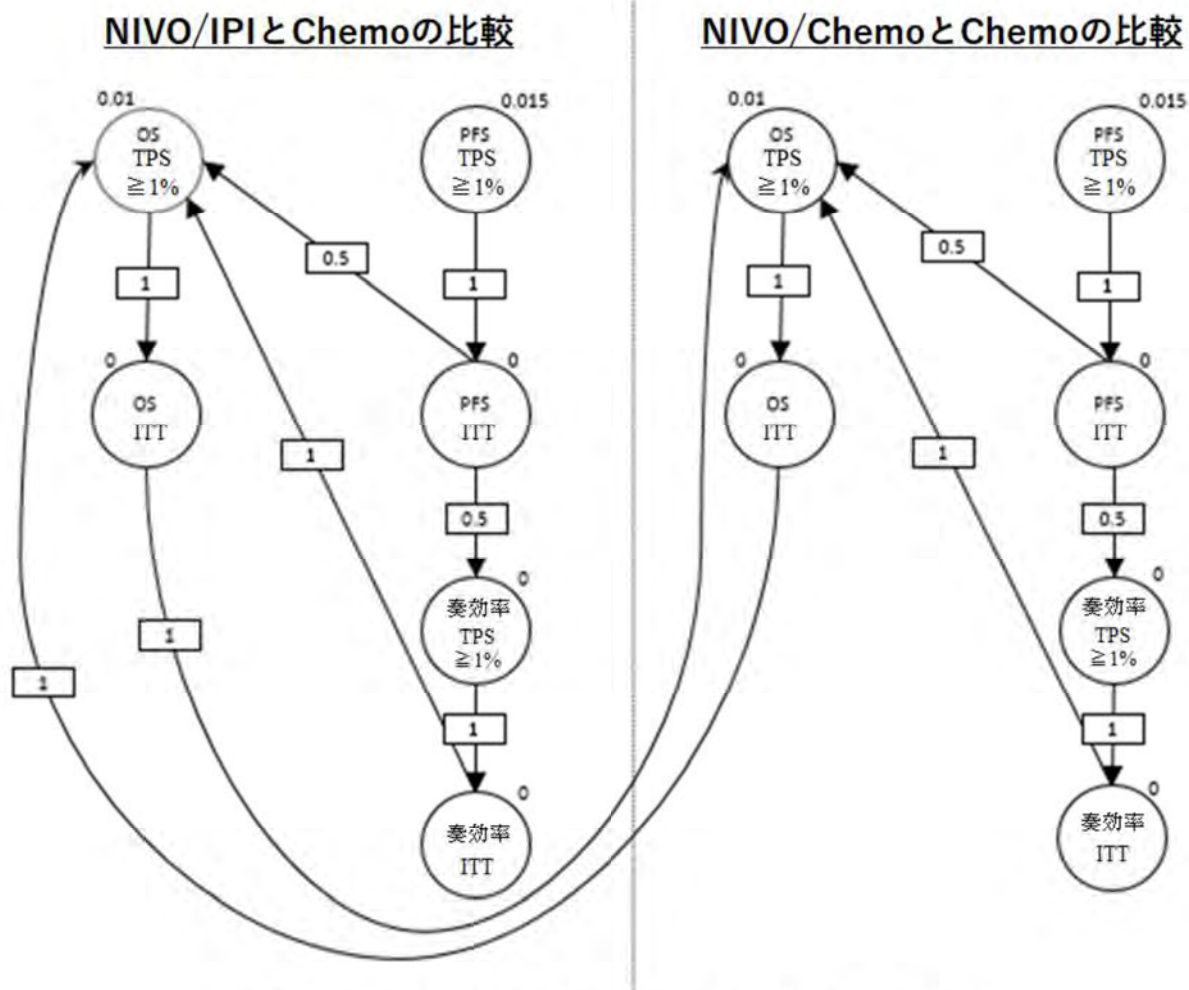 NIVO/IPIとChemoの比較
0.01
OS
TPS
≧1%
0.015
PFS
TPS
≧1%
0.5
1
1
0
OS
ITT
0
PFS
ITT
1
0.5
0
奏効率
TPS
≧1%
1
1
1
0
奏効率
ITT
NIVO/ChemoとChemoの比較
0.01
OS
TPS
≧1%
0.015
PFS
TPS
≧1%
0.5
1
1
0
OS
ITT
0
PFS
ITT
1
0.5
0
奏効率
TPS
≧1%
1
0
奏効率
ITT